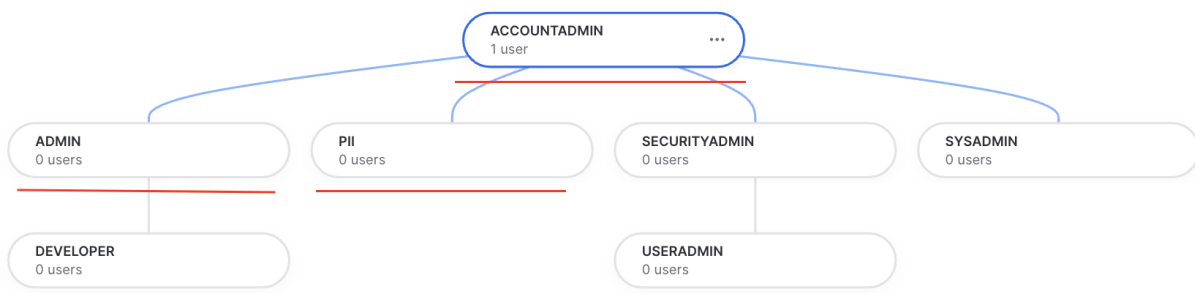 ACCOUNTADMIN
1 user
ADMIN
0 users
PII
0 users
SECURITYADMIN
0 users
SYSADMIN
0 users
DEVELOPER
0 users
USERADMIN
0 users